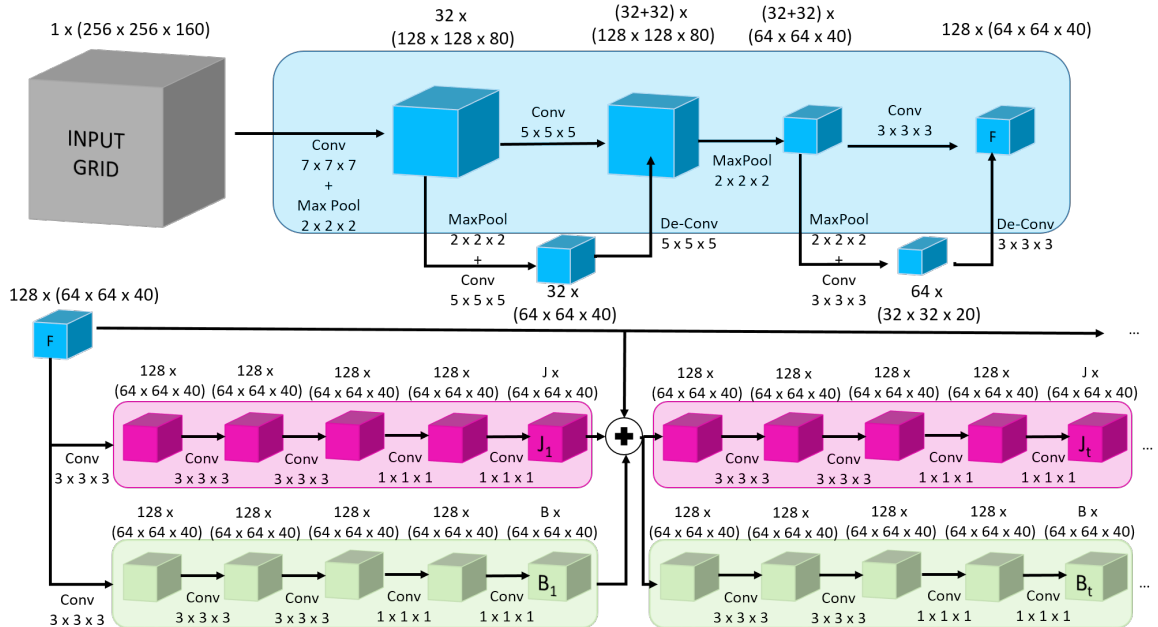 1 x (256 x 256 x 160)
32 x
(128 x 128 x 80)
(32+32) x
(128 x 128 x 80)
(32+32) x
(64 x 64 x 40)
128 x (64 x 64 x 40)
INPUT
GRID
Conv
7 x 7 x 7
+
Max Pool
2 x 2 x 2
Conv
5 x 5 x 5
MaxPool
2 x 2 x 2
Conv
3 x 3 x 3
F
MaxPool
2 x 2 x 2
+
Conv
5 x 5 x 5
De-Conv
5 x 5 x 5
32 x
(64 x 64 x 40)
MaxPool
2 x 2 x 2
+
Conv
3 x 3 x 3
De-Conv
3 x 3 x 3
64 x
(32 x 32 x 20)
128 x (64 x 64 x 40)
F
...
128 x
(64 x 64 x 40)
128 x
(64 x 64 x 40)
128 x
(64 x 64 x 40)
128 x
(64 x 64 x 40)
J x
(64 x 64 x 40)
128 x
(64 x 64 x 40)
128 x
(64 x 64 x 40)
128 x
(64 x 64 x 40)
128 x
(64 x 64 x 40)
J x
(64 x 64 x 40)
Conv
3 x 3 x 3
Conv
3 x 3 x 3
Conv
3 x 3 x 3
Conv
1 x 1 x 1
Conv
1 x 1 x 1
J₁
+
Conv
3 x 3 x 3
Conv
3 x 3 x 3
Conv
1 x 1 x 1
Conv
1 x 1 x 1
Jₜ
...
128 x
(64 x 64 x 40)
128 x
(64 x 64 x 40)
128 x
(64 x 64 x 40)
128 x
(64 x 64 x 40)
B x
(64 x 64 x 40)
128 x
(64 x 64 x 40)
128 x
(64 x 64 x 40)
128 x
(64 x 64 x 40)
128 x
(64 x 64 x 40)
B x
(64 x 64 x 40)
Conv
3 x 3 x 3
Conv
3 x 3 x 3
Conv
3 x 3 x 3
Conv
1 x 1 x 1
Conv
1 x 1 x 1
B₁
Conv
3 x 3 x 3
Conv
3 x 3 x 3
Conv
1 x 1 x 1
Conv
1 x 1 x 1
Bₜ
...